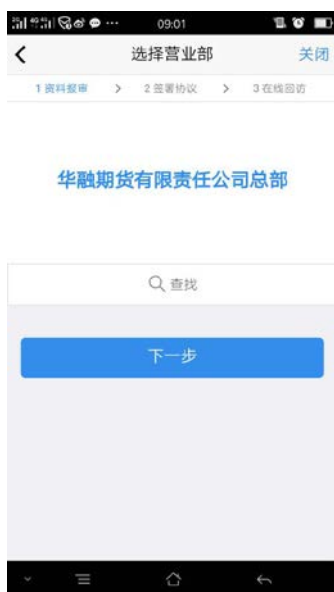 09:01
选择营业部
关闭
1 资料报审 > 2 签署协议 > 3 在线回访
华融期货有限责任公司总部
查找
下一步